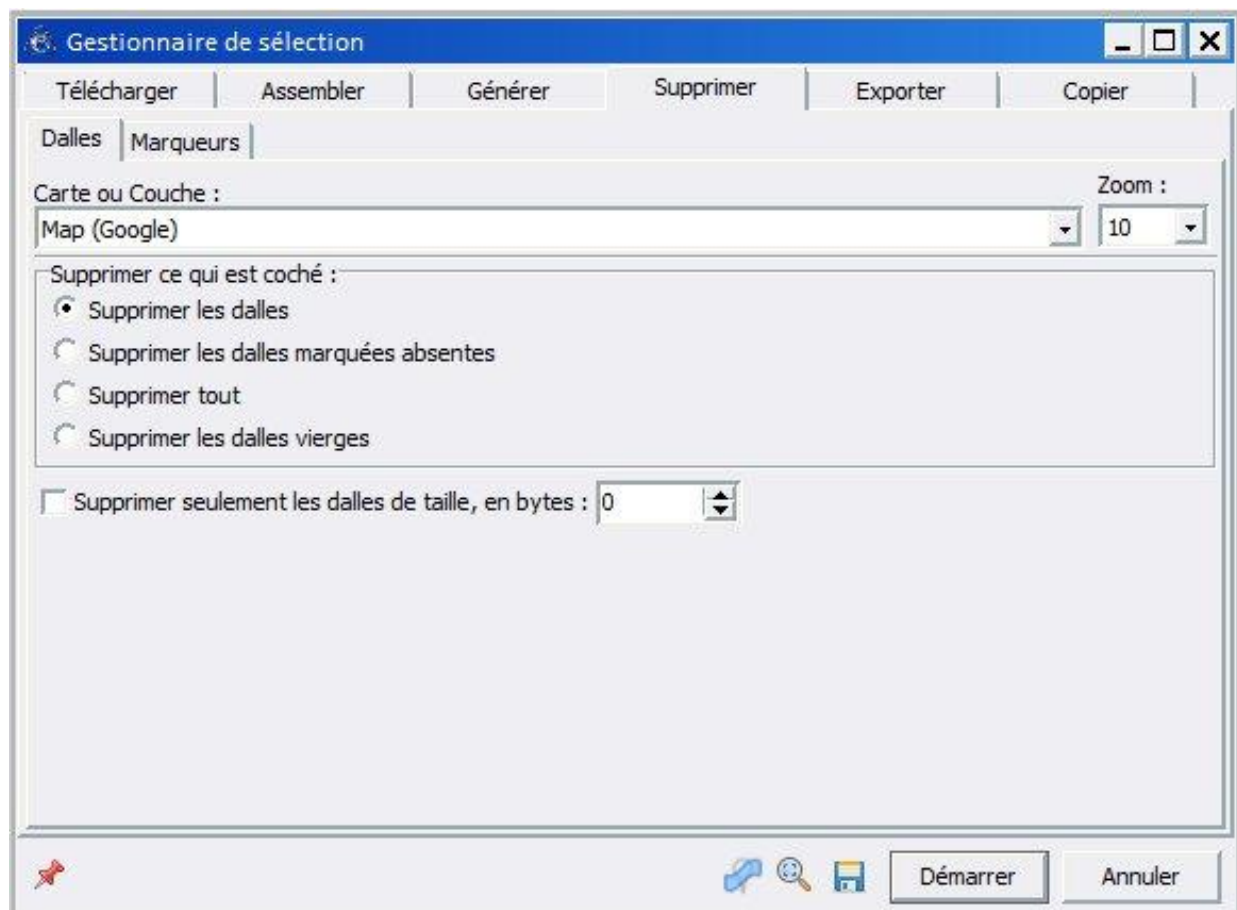 Gestionnaire de sélection
Télécharger Assembler Générer Supprimer Exporter Copier
Dalles Marqueurs
Carte ou Couche : Zoom :
Map (Google) 10
Supprimer ce qui est coché :
Supprimer les dalles
Supprimer les dalles marquées absentes
Supprimer tout
Supprimer les dalles vierges
Supprimer seulement les dalles de taille, en bytes : 0
Démarrer Annuler